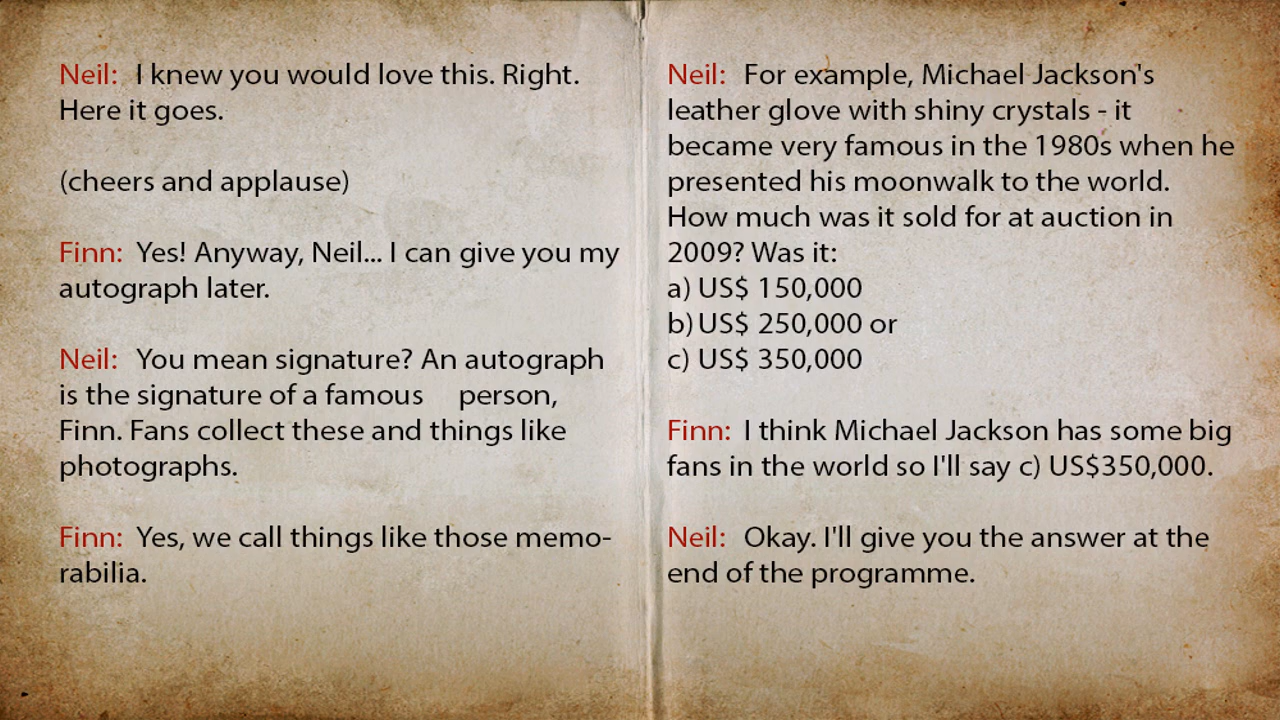 Neil: I knew you would love this. Right.
Here it goes.
(cheers and applause)
Finn: Yes! Anyway, Neil... I can give you my
autograph later.
Neil: You mean signature? An autograph
is the signature of a famous person,
Finn. Fans collect these and things like
photographs.
Finn: Yes, we call things like those memo-
rabilia.
Neil: For example, Michael Jackson's
leather glove with shiny crystals - it
became very famous in the 1980s when he
presented his moonwalk to the world.
How much was it sold for at auction in
2009? Was it:
a) US$ 150,000
b) US$ 250,000 or
c) US$ 350,000
Finn: I think Michael Jackson has some big
fans in the world so I'll say c) US$350,000.
Neil: Okay. I'll give you the answer at the
end of the programme.